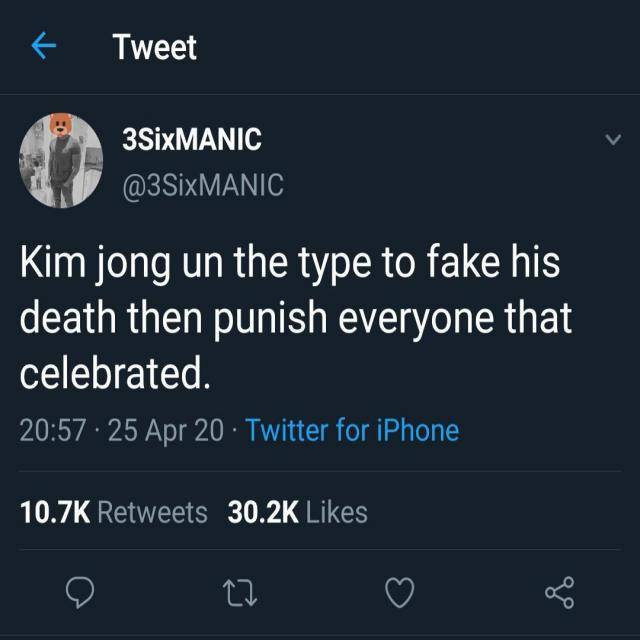 Tweet
3SixMANIC
@3SixMANIC
Kim jong un the type to fake his
death then punish everyone that
celebrated.
20:57 · 25 Apr 20 · Twitter for iPhone
10.7K Retweets 30.2K Likes